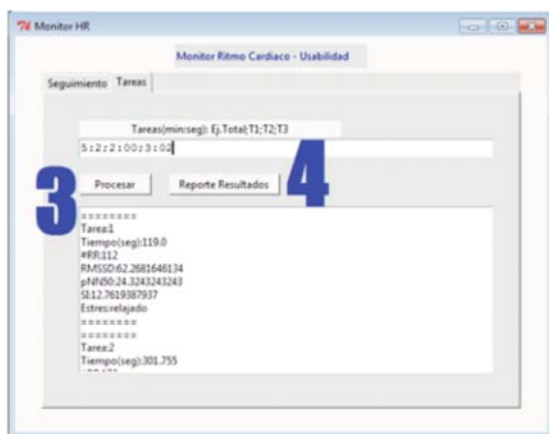 Monitor HR
Monitor Ritmo Cardiaco - Usabilidad
Seguimiento Tareas
Tareas(min:seg): Ej.Total;T1;T2;T3
5:2;2:00;3:02
3 Procesar Reporte Resultados 4
========
Tarea:1
Tiempo(seg):119.0
#RR:112
RMSSD:62.2681646134
pNN50:24.3243243243
SI:12.7619387937
Estres:relajado
========
========
Tarea:2
Tiempo(seg):301.755